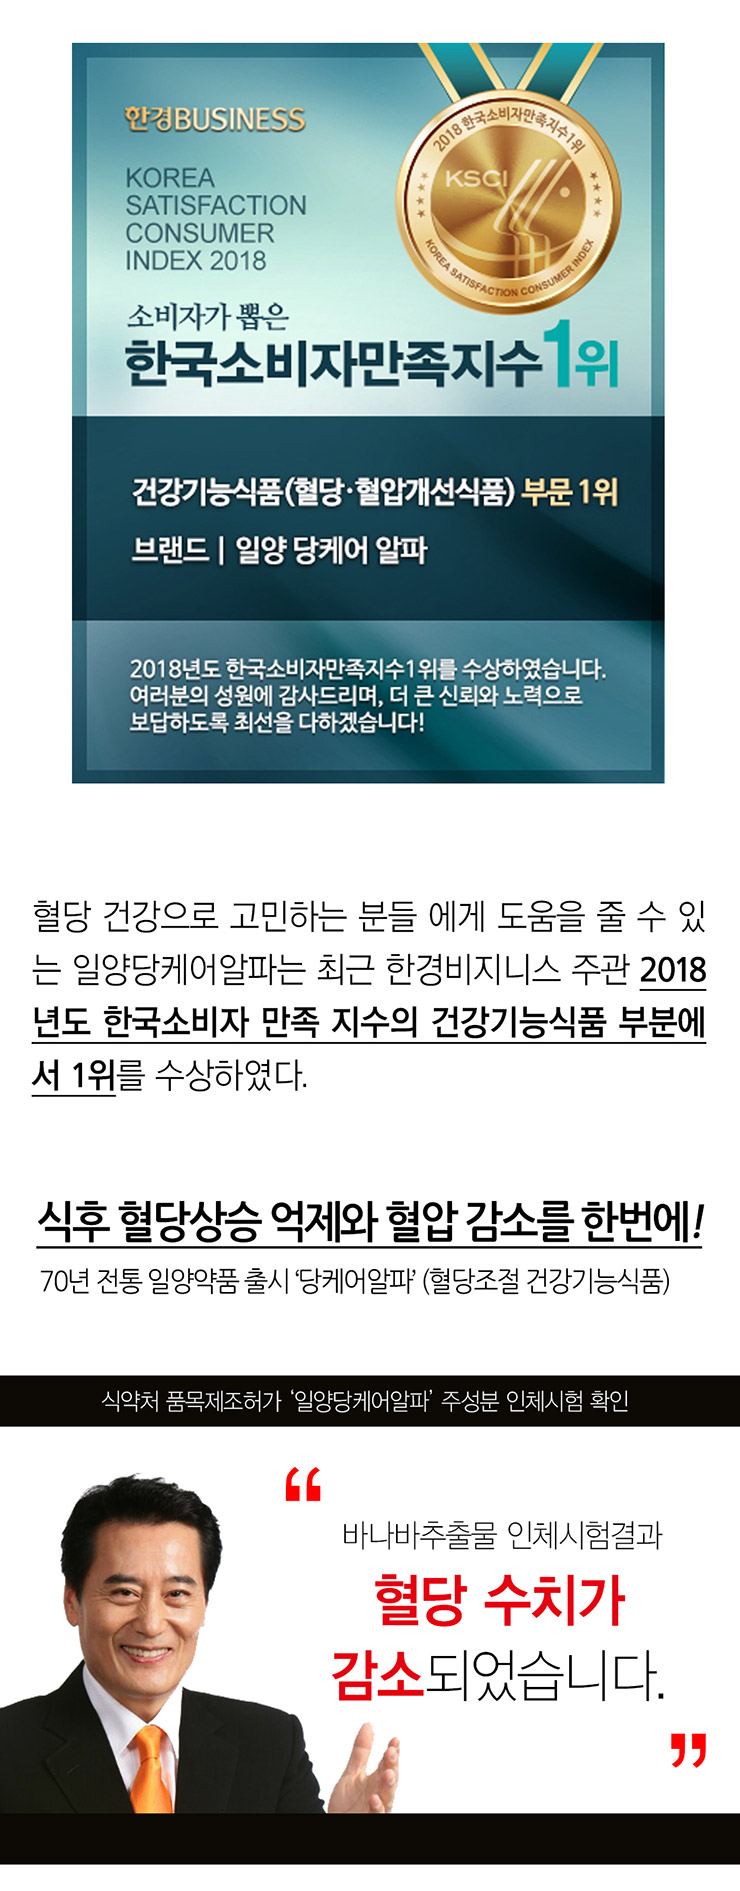 한경BUSINESS
KOREA
SATISFACTION
CONSUMER
INDEX 2018
2018 한국소비자만족지수1위
KSCI
KOREA SATISFACTION CONSUMER INDEX
소비자가 뽑은
한국소비자만족지수1위
건강기능식품(혈당·혈압개선식품) 부문 1위
브랜드 | 일양 당케어 알파
2018년도 한국소비자만족지수1위를 수상하였습니다.
여러분의 성원에 감사드리며, 더 큰 신뢰와 노력으로
보답하도록 최선을 다하겠습니다!
혈당 건강으로 고민하는 분들 에게 도움을 줄 수 있
는 일양당케어알파는 최근 한경비지니스 주관 2018
년도 한국소비자 만족 지수의 건강기능식품 부분에
서 1위를 수상하였다.
식후 혈당상승 억제와 혈압 감소를 한번에!
70년 전통 일양약품 출시 ‘당케어알파’ (혈당조절 건강기능식품)
식약처 품목제조허가 ‘일양당케어알파’ 주성분 인체시험 확인
“
바나바추출물 인체시험결과
혈당 수치가
감소되었습니다.
”